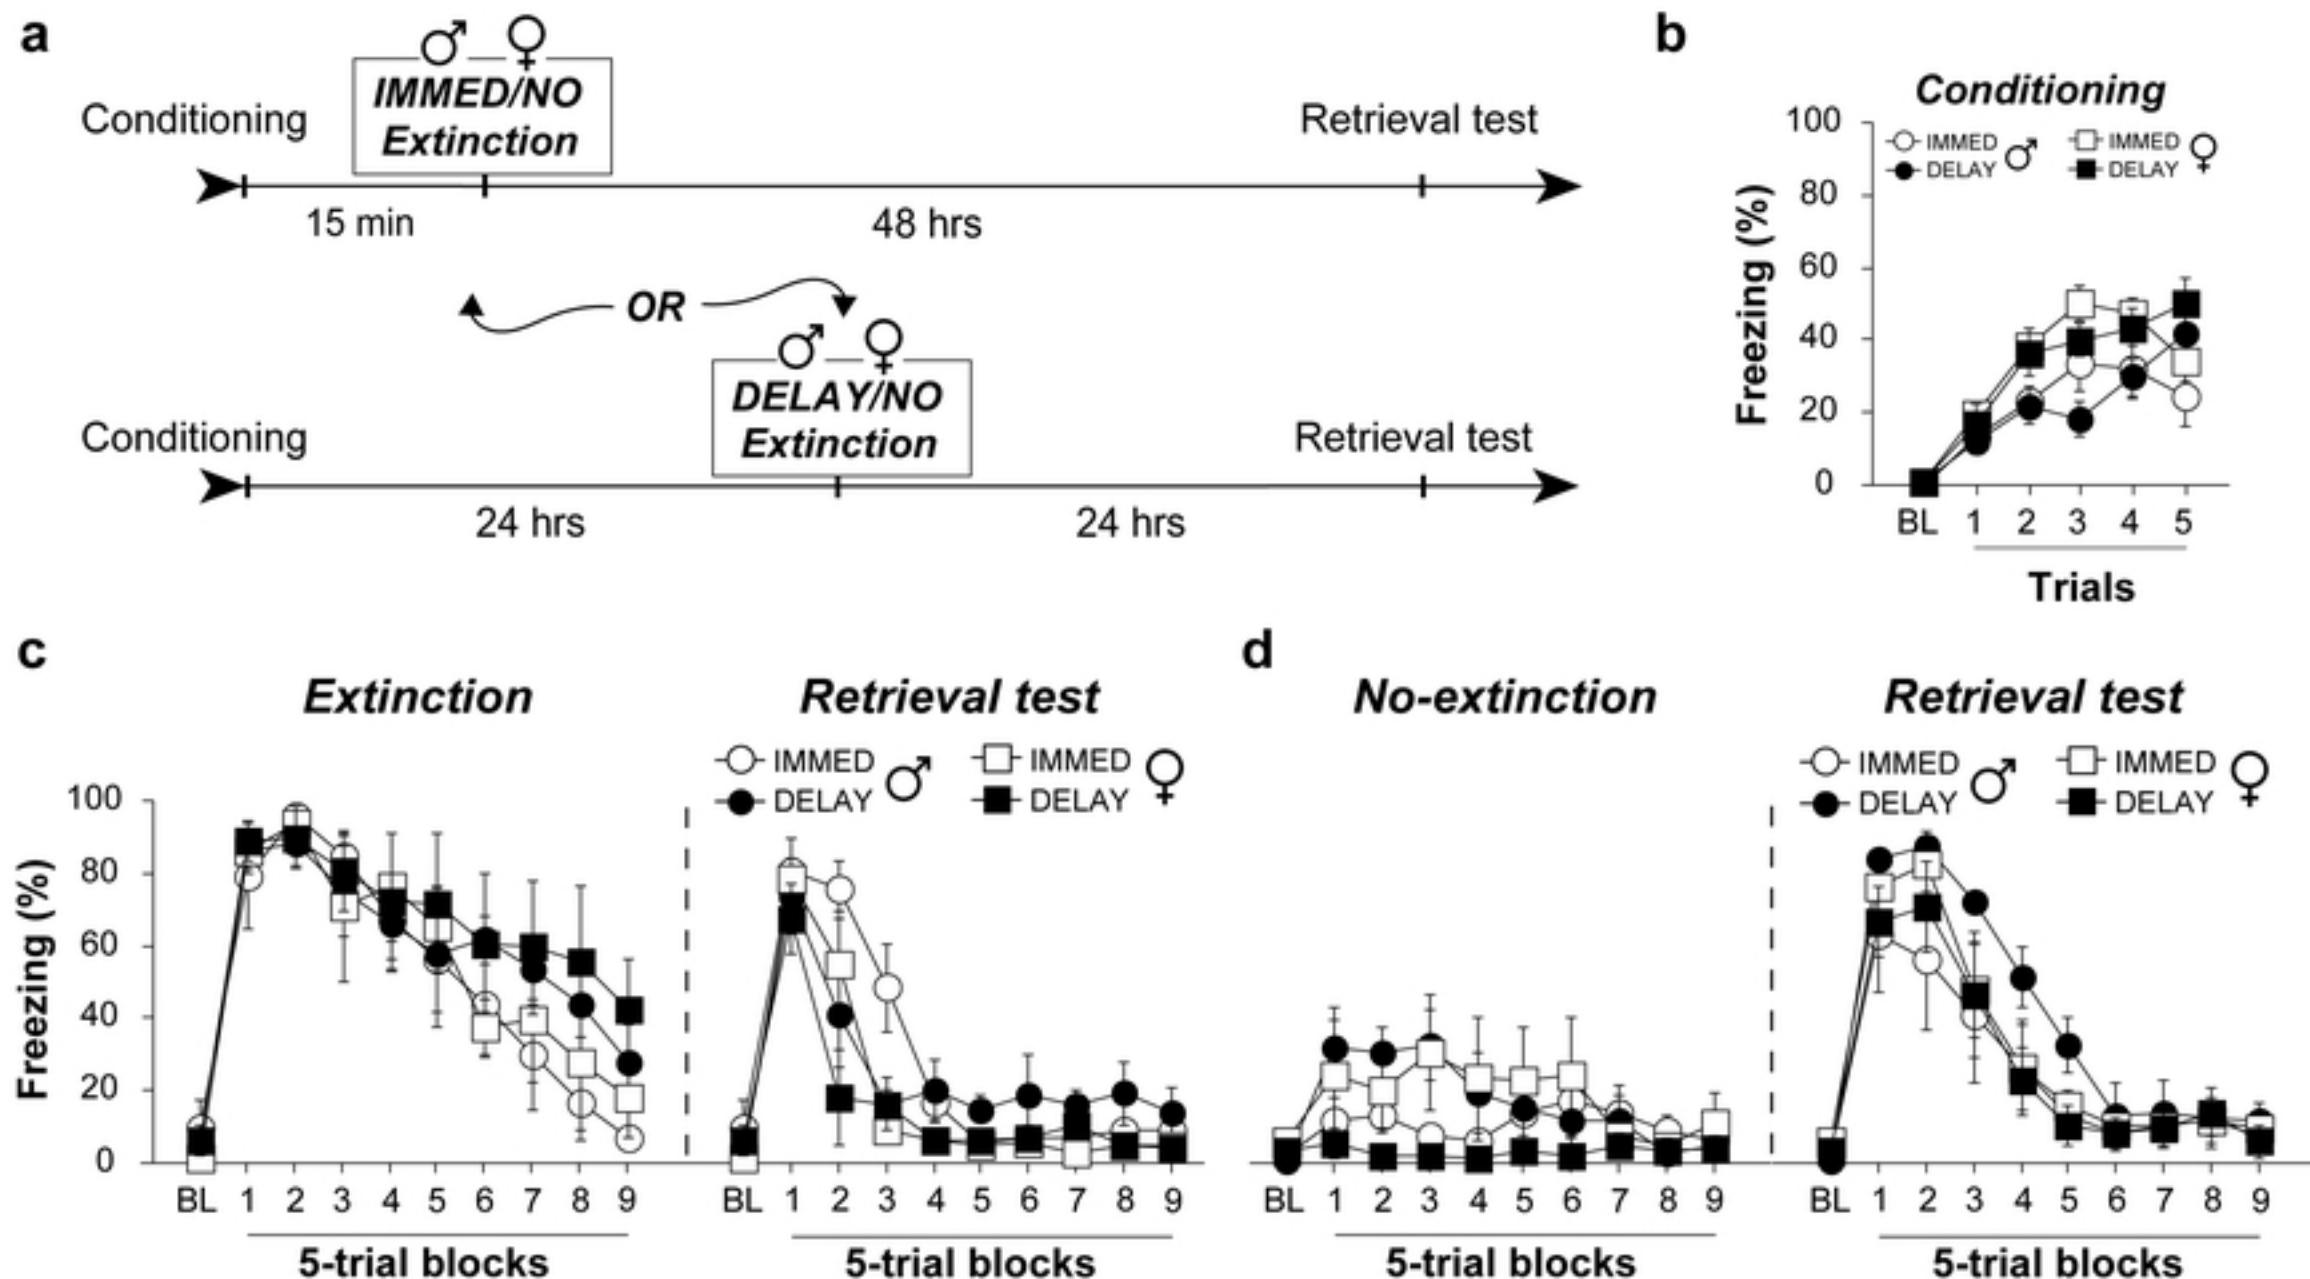 a
♂ ♀
IMMED/NO
Extinction
Conditioning
Retrieval test
15 min
48 hrs
OR
♂ ♀
DELAY/NO
Extinction
Conditioning
Retrieval test
24 hrs
24 hrs
b
Conditioning
IMMED
DELAY
♂
IMMED
DELAY
♀
Freezing (%)
100
80
60
40
20
0
BL 1 2 3 4 5
Trials
c
Extinction
Retrieval test
IMMED
DELAY
♂
IMMED
DELAY
♀
Freezing (%)
100
80
60
40
20
0
BL 1 2 3 4 5 6 7 8 9
5-trial blocks
BL 1 2 3 4 5 6 7 8 9
5-trial blocks
d
No-extinction
Retrieval test
IMMED
DELAY
♂
IMMED
DELAY
♀
BL 1 2 3 4 5 6 7 8 9
5-trial blocks
BL 1 2 3 4 5 6 7 8 9
5-trial blocks